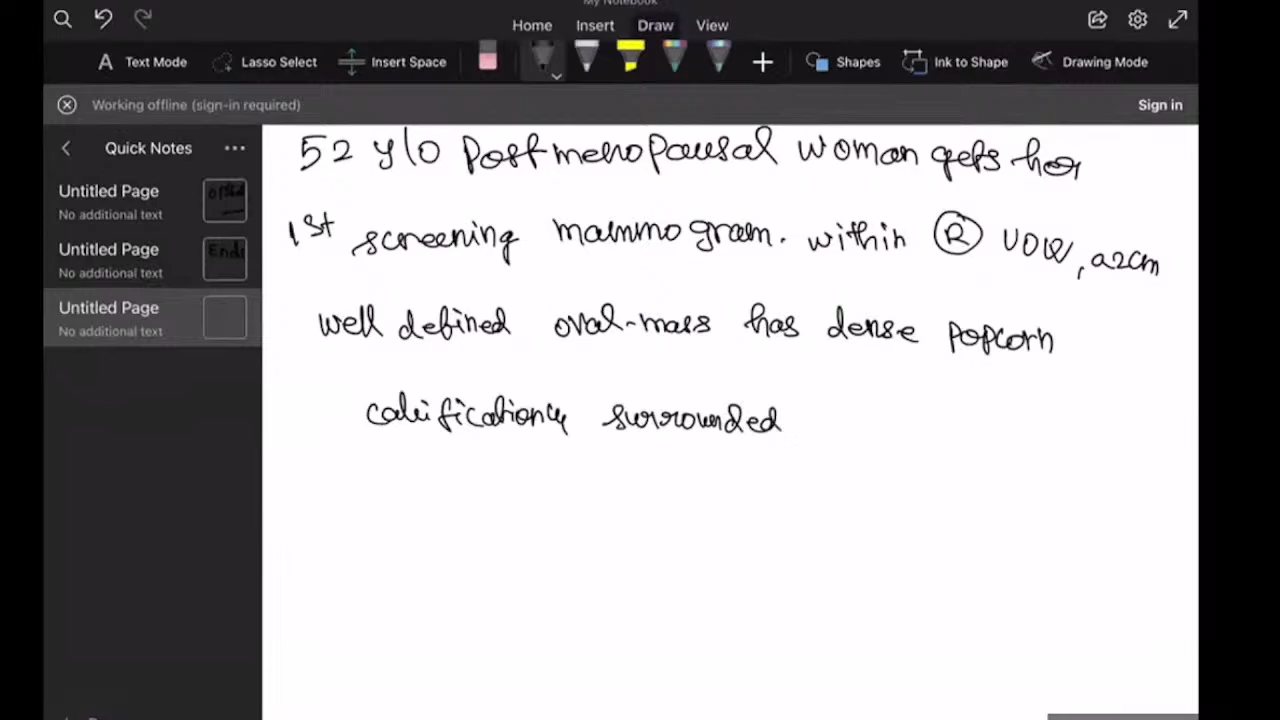 My Notebook
Home Insert Draw View
Text Mode Lasso Select Insert Space Shapes Ink to Shape Drawing Mode
Working offline (sign-in required) Sign in
Quick Notes
Untitled Page
No additional text
Untitled Page
No additional text
Untitled Page
No additional text
52 y/o Postmenopausal woman gets her
1st screening mammogram. within R UOQ, a 2cm
well defined oval-mass has dense popcorn
surrounded